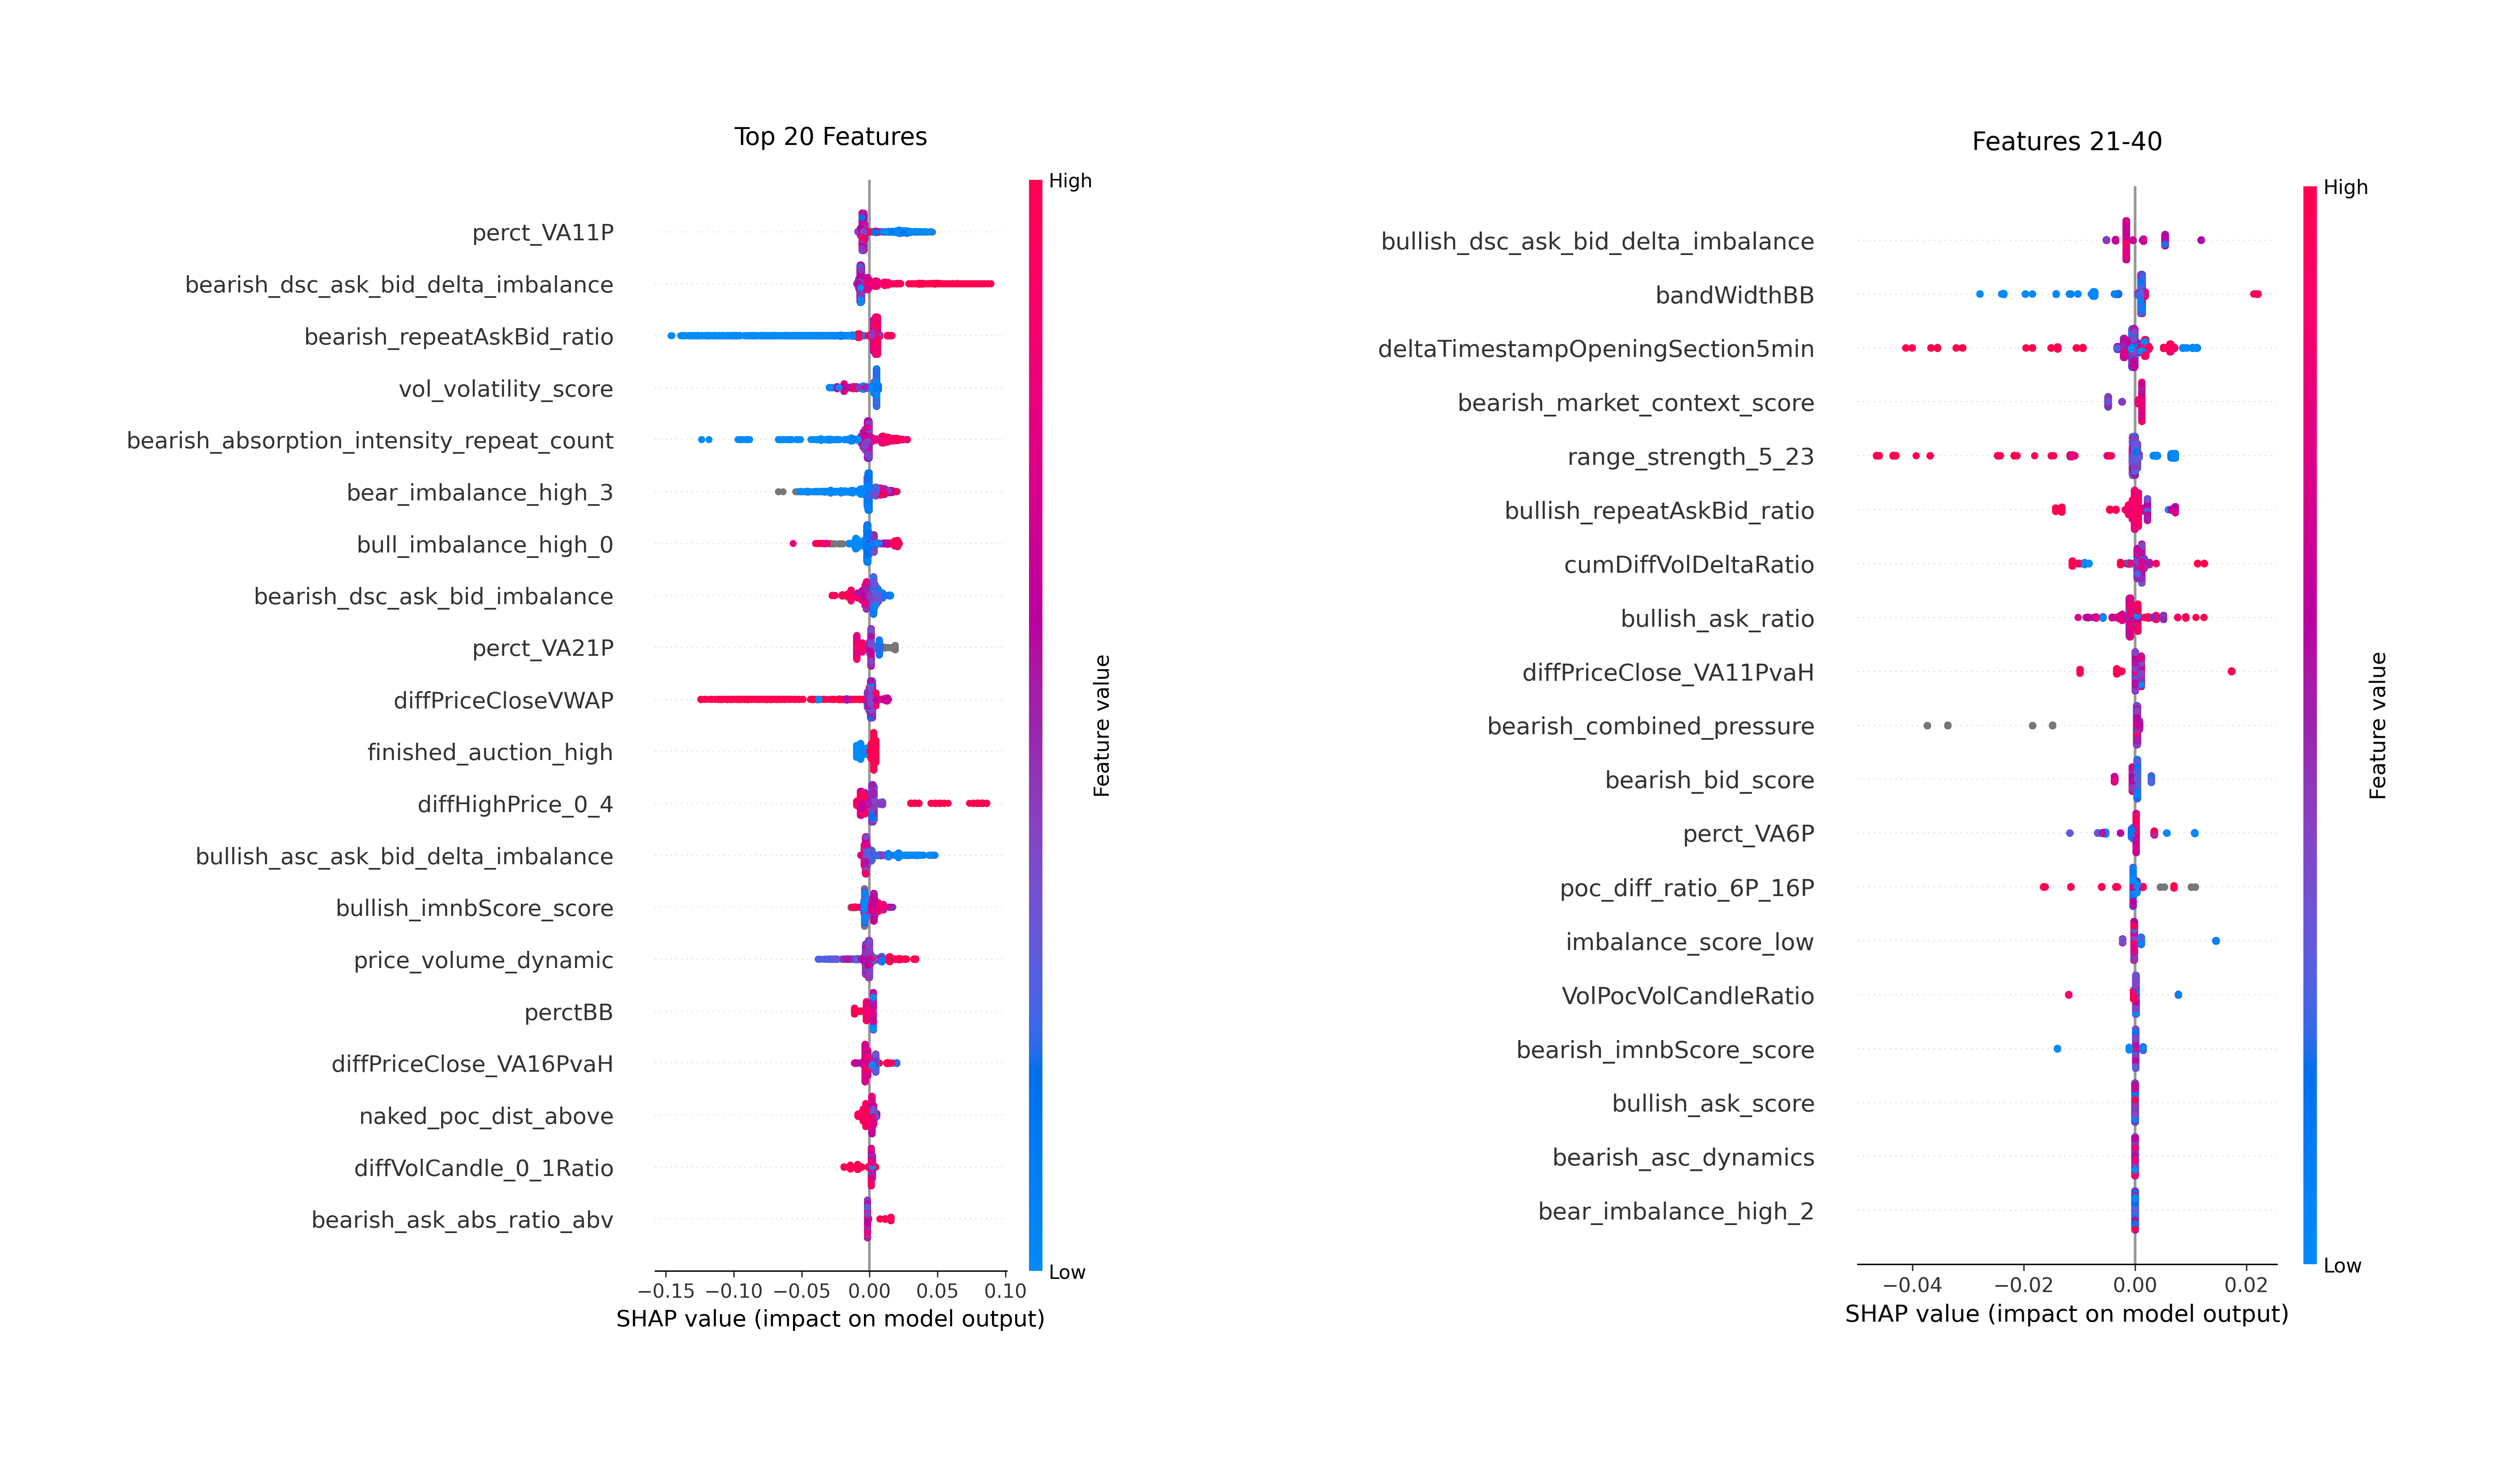 Top 20 Features
High
perct_VA11P
bearish_dsc_ask_bid_delta_imbalance
bearish_repeatAskBid_ratio
vol_volatility_score
bearish_absorption_intensity_repeat_count
bear_imbalance_high_3
bull_imbalance_high_0
bearish_dsc_ask_bid_imbalance
perct_VA21P
diffPriceCloseVWAP
finished_auction_high
diffHighPrice_0_4
bullish_asc_ask_bid_delta_imbalance
bullish_imnbScore_score
price_volume_dynamic
perctBB
diffPriceClose_VA16PvaH
naked_poc_dist_above
diffVolCandle_0_1Ratio
bearish_ask_abs_ratio_abv
Feature value
Low
−0.15 −0.10 −0.05 0.00 0.05 0.10
SHAP value (impact on model output)
Features 21-40
High
bullish_dsc_ask_bid_delta_imbalance
bandWidthBB
deltaTimestampOpeningSection5min
bearish_market_context_score
range_strength_5_23
bullish_repeatAskBid_ratio
cumDiffVolDeltaRatio
bullish_ask_ratio
diffPriceClose_VA11PvaH
bearish_combined_pressure
bearish_bid_score
perct_VA6P
poc_diff_ratio_6P_16P
imbalance_score_low
VolPocVolCandleRatio
bearish_imnbScore_score
bullish_ask_score
bearish_asc_dynamics
bear_imbalance_high_2
Feature value
Low
−0.04 −0.02 0.00 0.02
SHAP value (impact on model output)